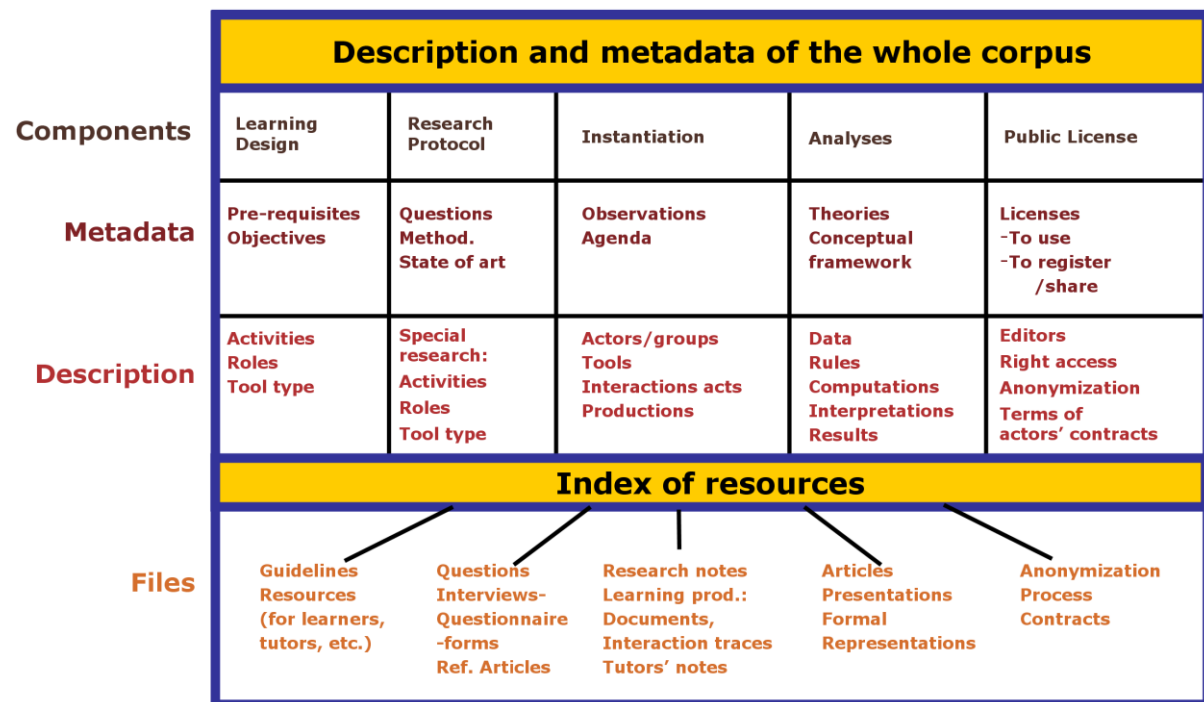 Description and metadata of the whole corpus
Components
Learning
Design
Research
Protocol
Instantiation
Analyses
Public License
Metadata
Pre-requisites
Objectives
Questions
Method.
State of art
Observations
Agenda
Theories
Conceptual
framework
Licenses
-To use
-To register
/share
Description
Activities
Roles
Tool type
Special
research:
Activities
Roles
Tool type
Actors/groups
Tools
Interactions acts
Productions
Data
Rules
Computations
Interpretations
Results
Editors
Right access
Anonymization
Terms of
actors' contracts
Index of resources
Files
Guidelines
Resources
(for learners,
tutors, etc.)
Questions
Interviews-
Questionnaire
-forms
Ref. Articles
Research notes
Learning prod.:
Documents,
Interaction traces
Tutors' notes
Articles
Presentations
Formal
Representations
Anonymization
Process
Contracts